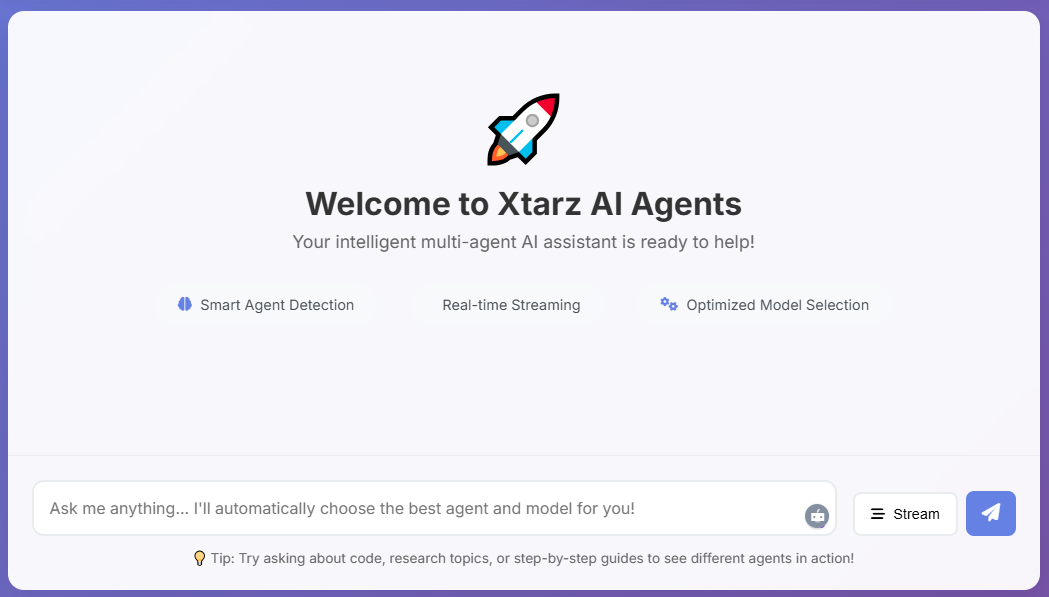 Welcome to Xtarz AI Agents
Your intelligent multi-agent AI assistant is ready to help!
Smart Agent Detection
Real-time Streaming
Optimized Model Selection
Ask me anything... I'll automatically choose the best agent and model for you!
Stream
Tip: Try asking about code, research topics, or step-by-step guides to see different agents in action!